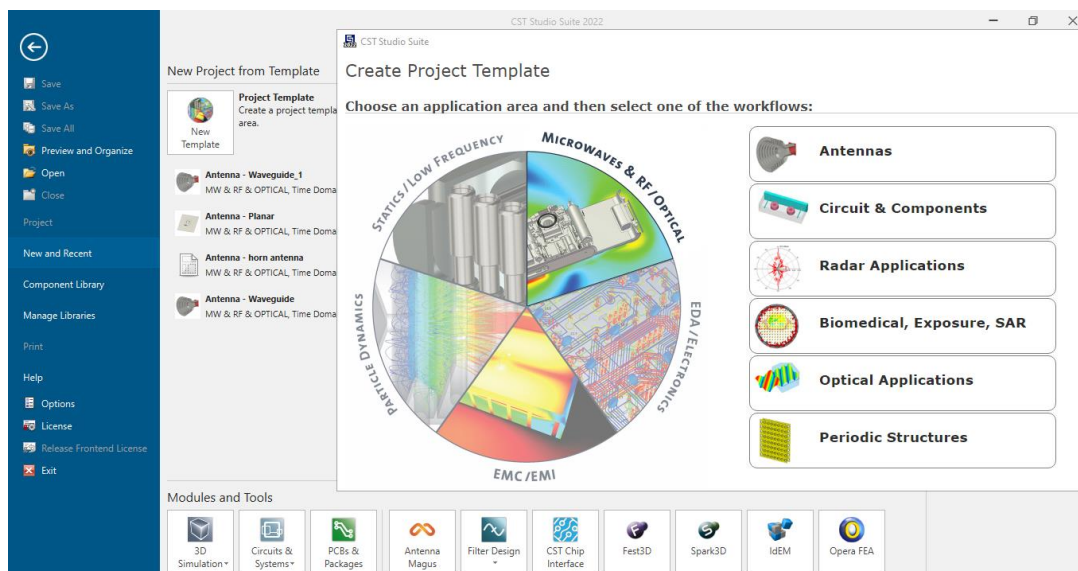 CST Studio Suite 2022
Save
Save As
Save All
Preview and Organize
Open
Close
Project
New and Recent
Component Library
Manage Libraries
Print
Help
Options
License
Release Frontend License
Exit
New Project from Template
New
Template
Project Template
Create a project templa
area.
Antenna - Waveguide_1
MW & RF & OPTICAL, Time Doma
Antenna - Planar
MW & RF & OPTICAL, Time Doma
Antenna - horn antenna
MW & RF & OPTICAL, Time Doma
Antenna - Waveguide
MW & RF & OPTICAL, Time Doma
CST Studio Suite
Create Project Template
Choose an application area and then select one of the workflows:
STATICS/LOW FREQUENCY
MICROWAVES & RF/OPTICAL
EDA/ELECTRONICS
EMC/EMI
PARTICLE DYNAMICS
Antennas
Circuit & Components
Radar Applications
Biomedical, Exposure, SAR
Optical Applications
Periodic Structures
Modules and Tools
3D
Simulation
Circuits &
Systems
PCBs &
Packages
Antenna
Magus
Filter Design
CST Chip
Interface
Fest3D
Spark3D
IdEM
Opera FEA